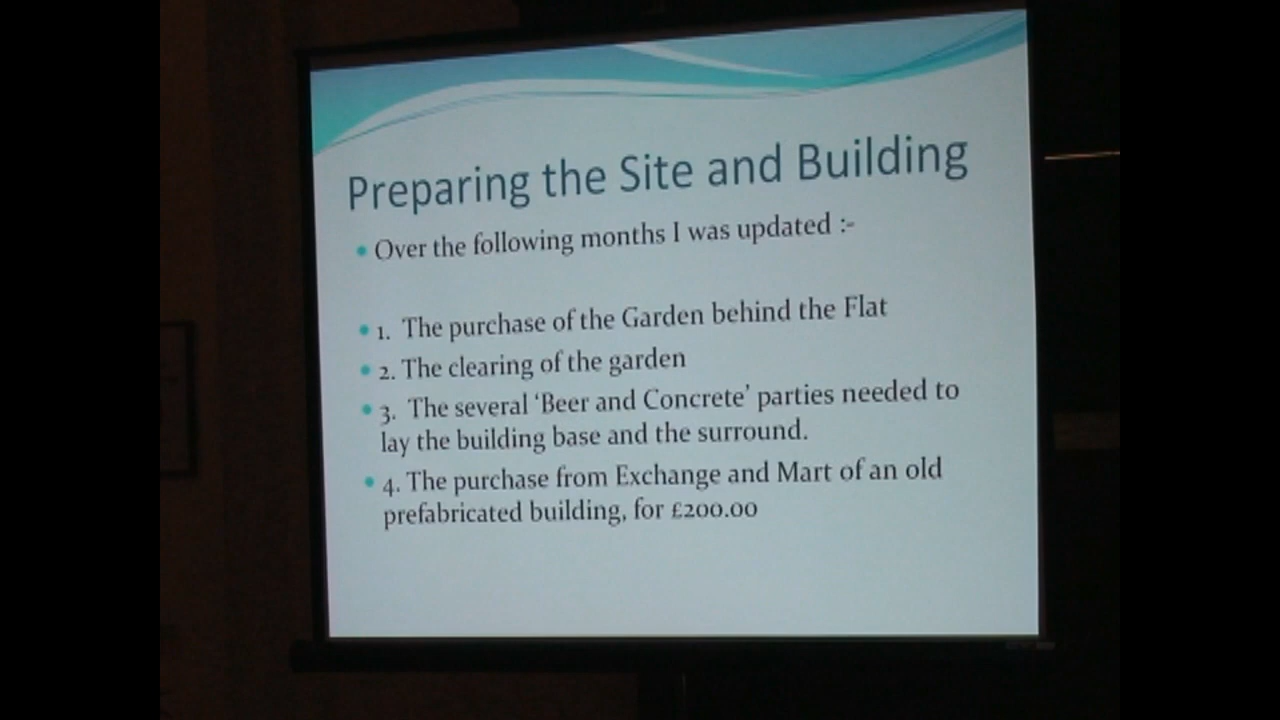 Preparing the Site and Building
• Over the following months I was updated :-
• 1. The purchase of the Garden behind the Flat
• 2. The clearing of the garden
• 3. The several ‘Beer and Concrete’ parties needed to
lay the building base and the surround.
• 4. The purchase from Exchange and Mart of an old
prefabricated building, for £200.00